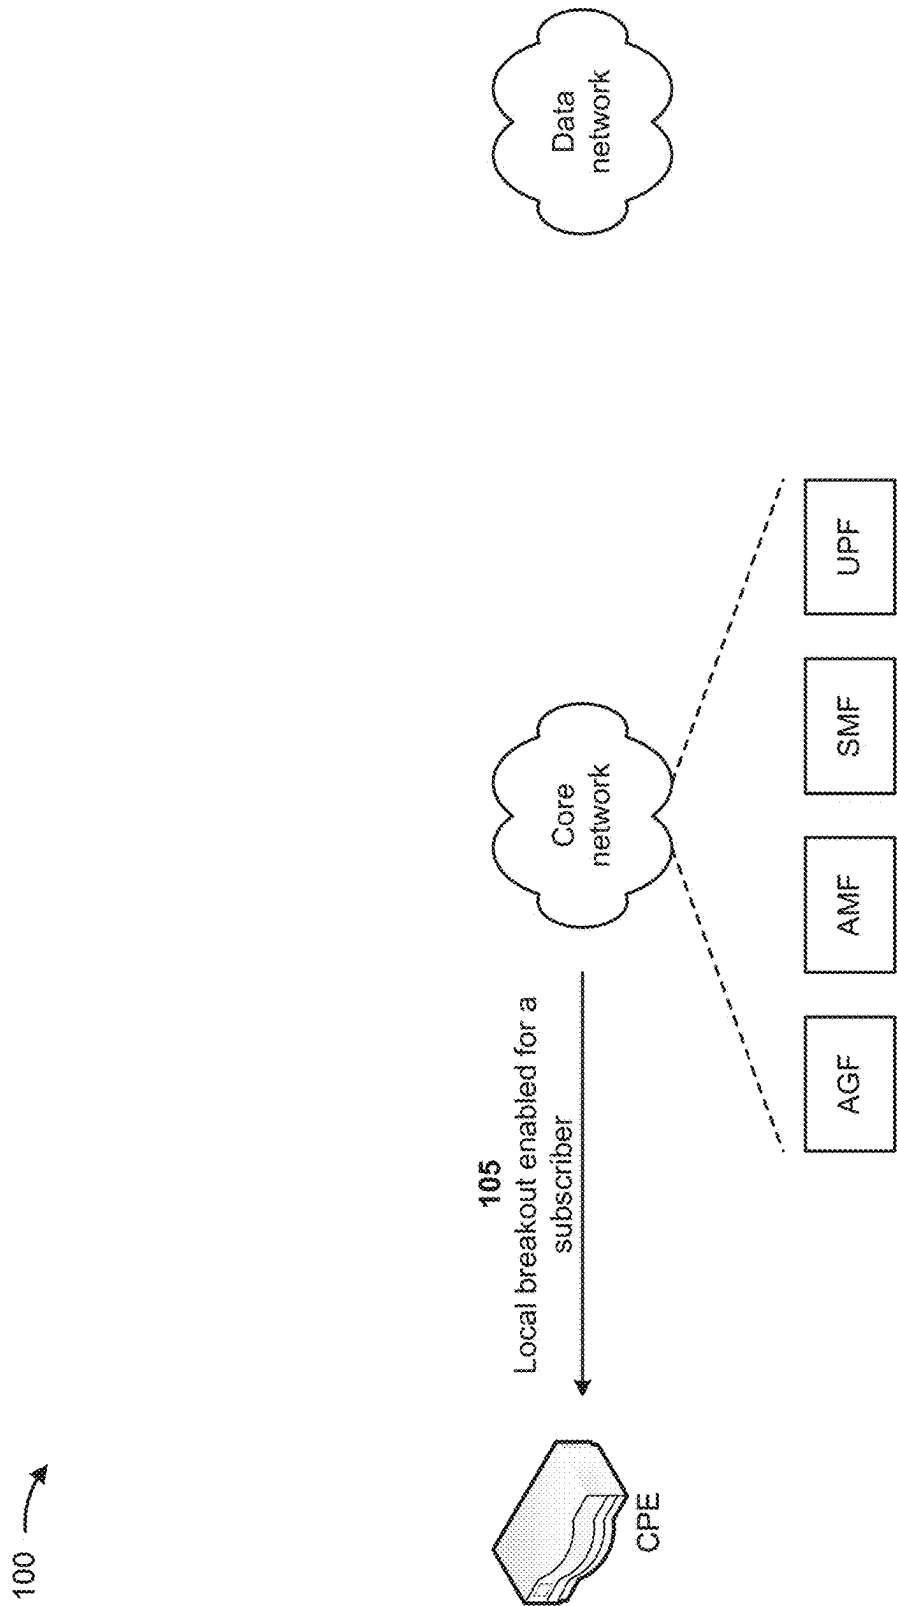 100
CPE
105
Local breakout enabled for a
subscriber
Core
network
Data
network
AGF
AMF
SMF
UPF